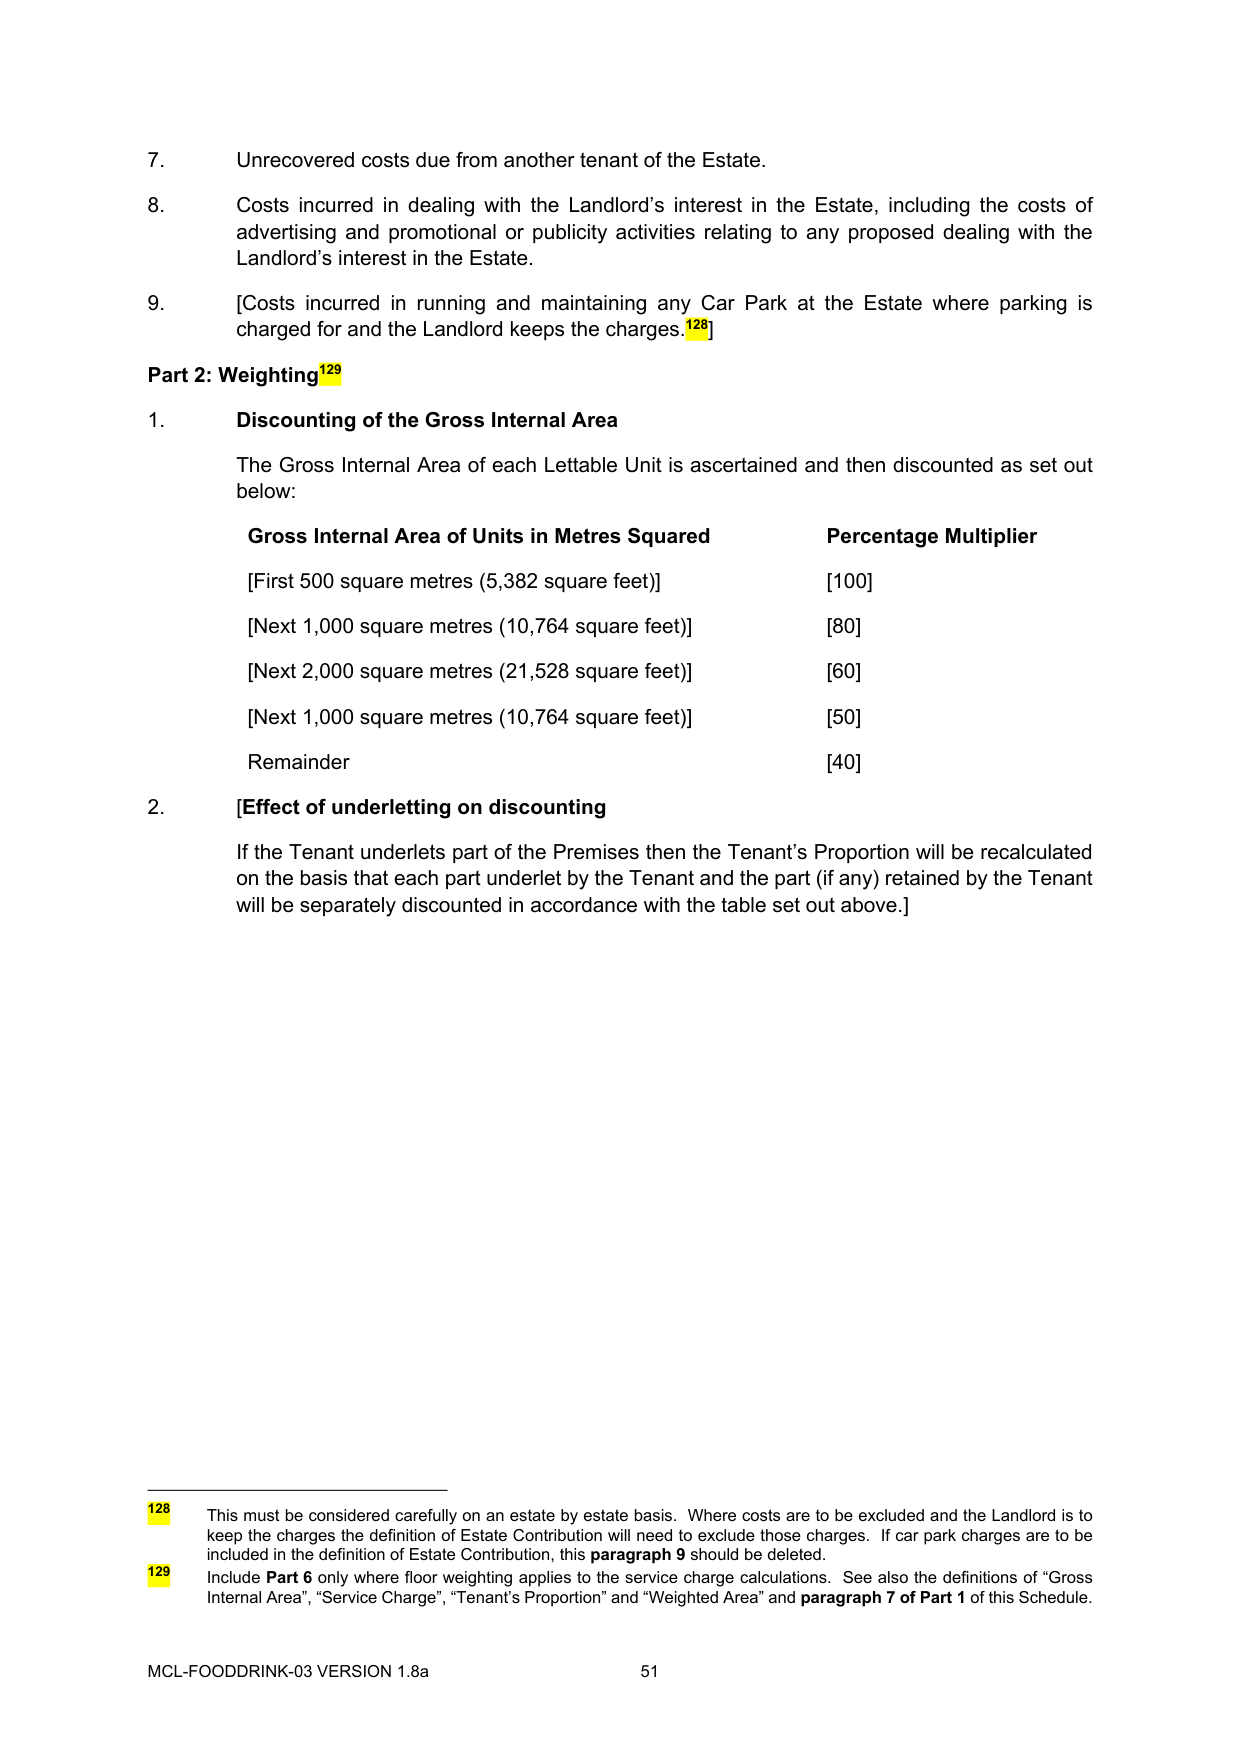 7. Unrecovered costs due from another tenant of the Estate.
8. Costs incurred in dealing with the Landlord’s interest in the Estate, including the costs of
advertising and promotional or publicity activities relating to any proposed dealing with the
Landlord’s interest in the Estate.
9. [Costs incurred in running and maintaining any Car Park at the Estate where parking is
charged for and the Landlord keeps the charges.128]
Part 2: Weighting129
1. Discounting of the Gross Internal Area
The Gross Internal Area of each Lettable Unit is ascertained and then discounted as set out
below:
Gross Internal Area of Units in Metres Squared Percentage Multiplier
[First 500 square metres (5,382 square feet)] [100]
[Next 1,000 square metres (10,764 square feet)] [80]
[Next 2,000 square metres (21,528 square feet)] [60]
[Next 1,000 square metres (10,764 square feet)] [50]
Remainder [40]
2. [Effect of underletting on discounting
If the Tenant underlets part of the Premises then the Tenant’s Proportion will be recalculated
on the basis that each part underlet by the Tenant and the part (if any) retained by the Tenant
will be separately discounted in accordance with the table set out above.]
128 This must be considered carefully on an estate by estate basis. Where costs are to be excluded and the Landlord is to
keep the charges the definition of Estate Contribution will need to exclude those charges. If car park charges are to be
included in the definition of Estate Contribution, this paragraph 9 should be deleted.
129 Include Part 6 only where floor weighting applies to the service charge calculations. See also the definitions of “Gross
Internal Area”, “Service Charge”, “Tenant’s Proportion” and “Weighted Area” and paragraph 7 of Part 1 of this Schedule.
MCL-FOODDRINK-03 VERSION 1.8a 51